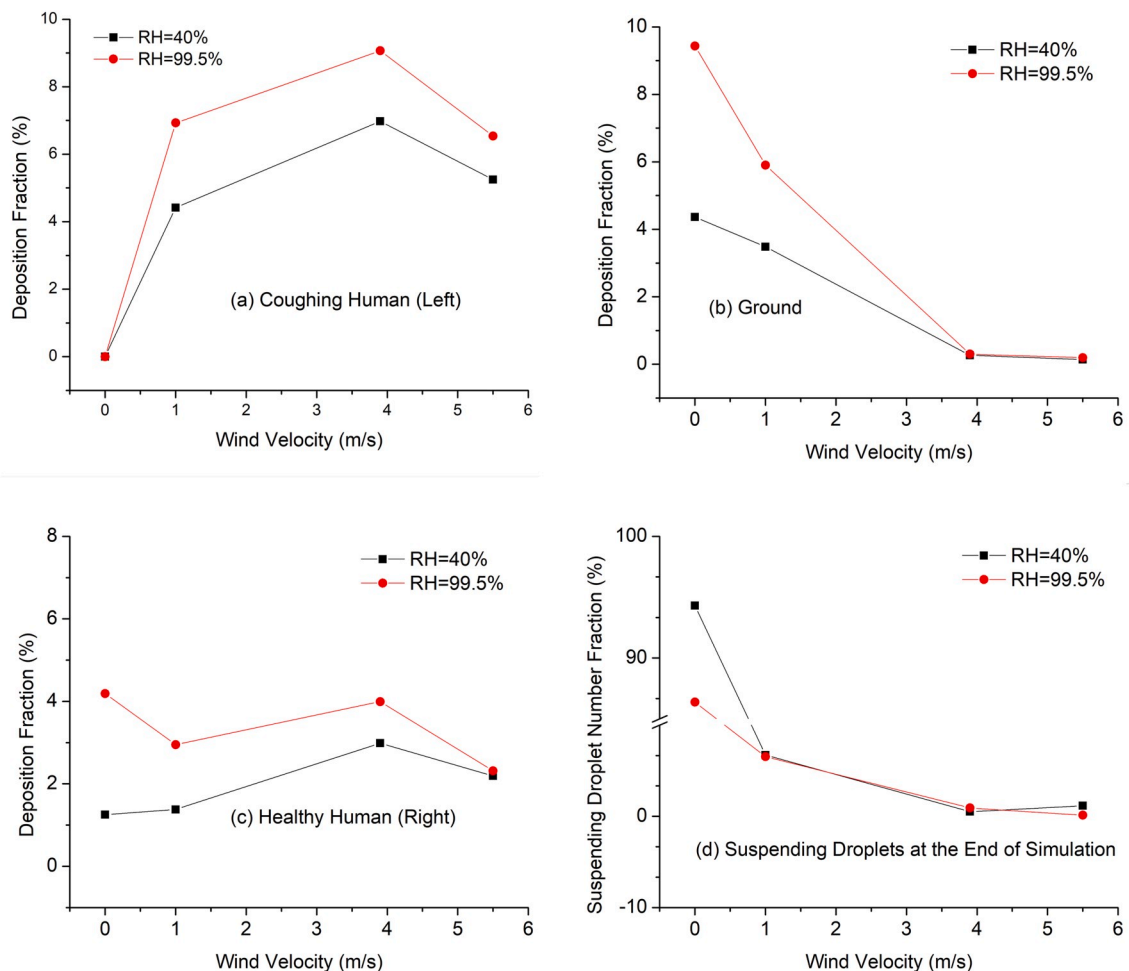 10
8
6
4
2
0
Deposition Fraction (%)
RH=40%
RH=99.5%
(a) Coughing Human (Left)
0 1 2 3 4 5 6
Wind Velocity (m/s)
10
8
6
4
2
0
Deposition Fraction (%)
RH=40%
RH=99.5%
(b) Ground
0 1 2 3 4 5 6
Wind Velocity (m/s)
8
6
4
2
0
Deposition Fraction (%)
RH=40%
RH=99.5%
(c) Healthy Human (Right)
0 1 2 3 4 5 6
Wind Velocity (m/s)
100
90
0
-10
Suspending Droplet Number Fraction (%)
RH=40%
RH=99.5%
(d) Suspending Droplets at the End of Simulation
0 1 2 3 4 5 6
Wind Velocity (m/s)